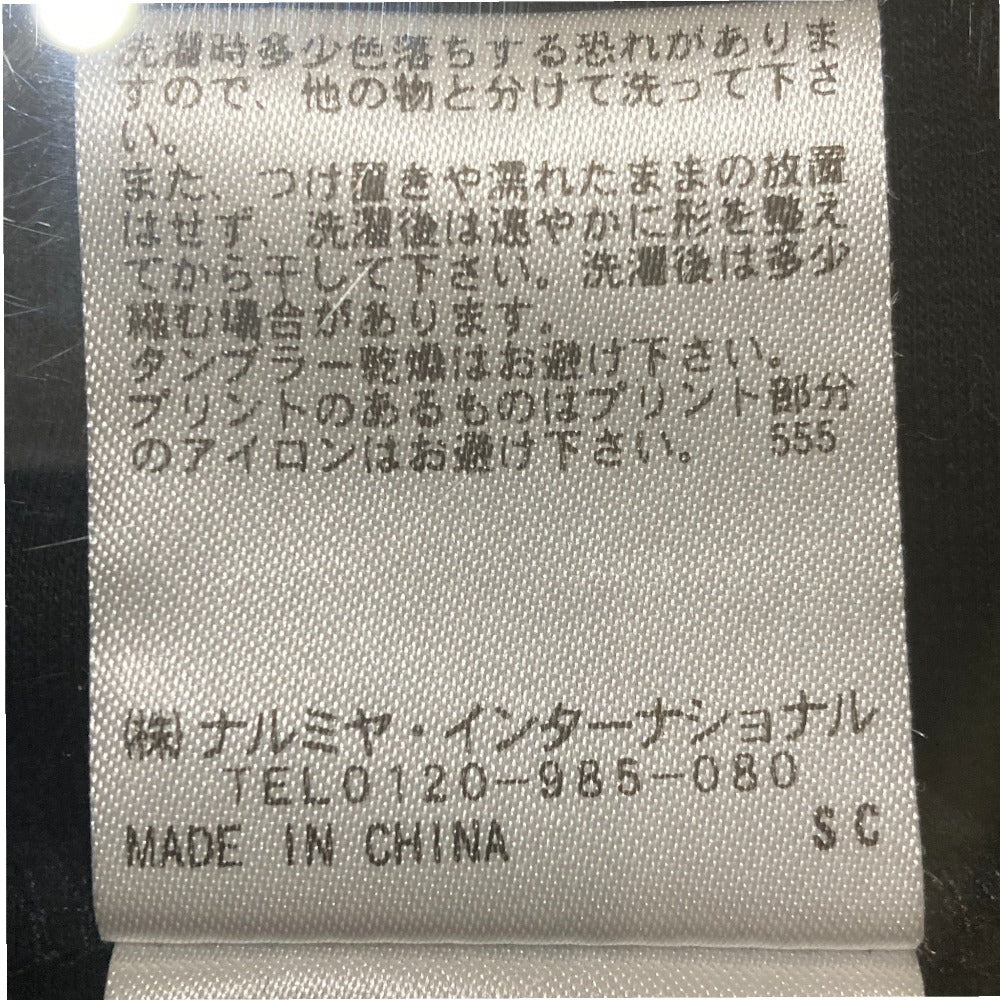 洗濯時多少色落ちする恐れがありま
すので、他の物と分けて洗って下さ
い。
また、つけ置きや濡れたままの放置
はせず、洗濯後は速やかに形を整え
てから干して下さい。洗濯後は多少
縮む場合があります。
タンブラー乾燥はお避け下さい。
プリントのあるものはプリント部分
のアイロンはお避け下さい。 555
㈱ナルミヤ・インターナショナル
TEL0120-985-080
MADE IN CHINA SC